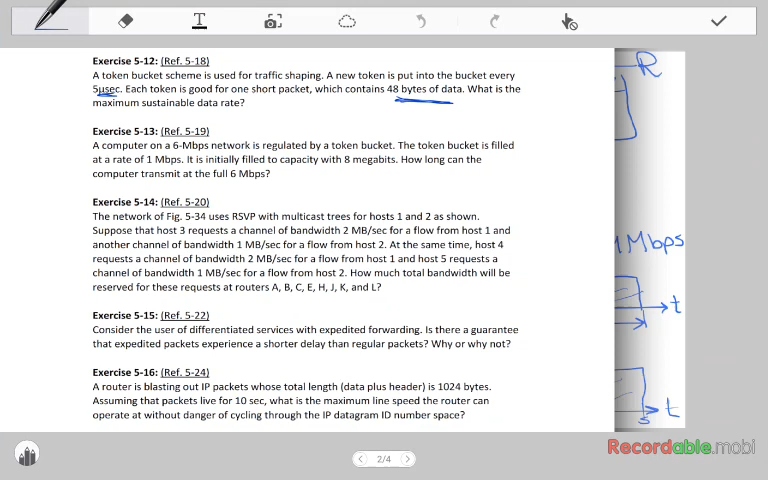 T
Exercise 5-12: (Ref. 5-18)
A token bucket scheme is used for traffic shaping. A new token is put into the bucket every
5µsec. Each token is good for one short packet, which contains 48 bytes of data. What is the
maximum sustainable data rate?
R
Exercise 5-13: (Ref. 5-19)
A computer on a 6-Mbps network is regulated by a token bucket. The token bucket is filled
at a rate of 1 Mbps. It is initially filled to capacity with 8 megabits. How long can the
computer transmit at the full 6 Mbps?
Exercise 5-14: (Ref. 5-20)
The network of Fig. 5-34 uses RSVP with multicast trees for hosts 1 and 2 as shown.
Suppose that host 3 requests a channel of bandwidth 2 MB/sec for a flow from host 1 and
another channel of bandwidth 1 MB/sec for a flow from host 2. At the same time, host 4
requests a channel of bandwidth 2 MB/sec for a flow from host 1 and host 5 requests a
channel of bandwidth 1 MB/sec for a flow from host 2. How much total bandwidth will be
reserved for these requests at routers A, B, C, E, H, J, K, and L?
Mbps
t
Exercise 5-15: (Ref. 5-22)
Consider the user of differentiated services with expedited forwarding. Is there a guarantee
that expedited packets experience a shorter delay than regular packets? Why or why not?
Exercise 5-16: (Ref. 5-24)
A router is blasting out IP packets whose total length (data plus header) is 1024 bytes.
Assuming that packets live for 10 sec, what is the maximum line speed the router can
operate at without danger of cycling through the IP datagram ID number space?
t
2/4
Recordable.mobi